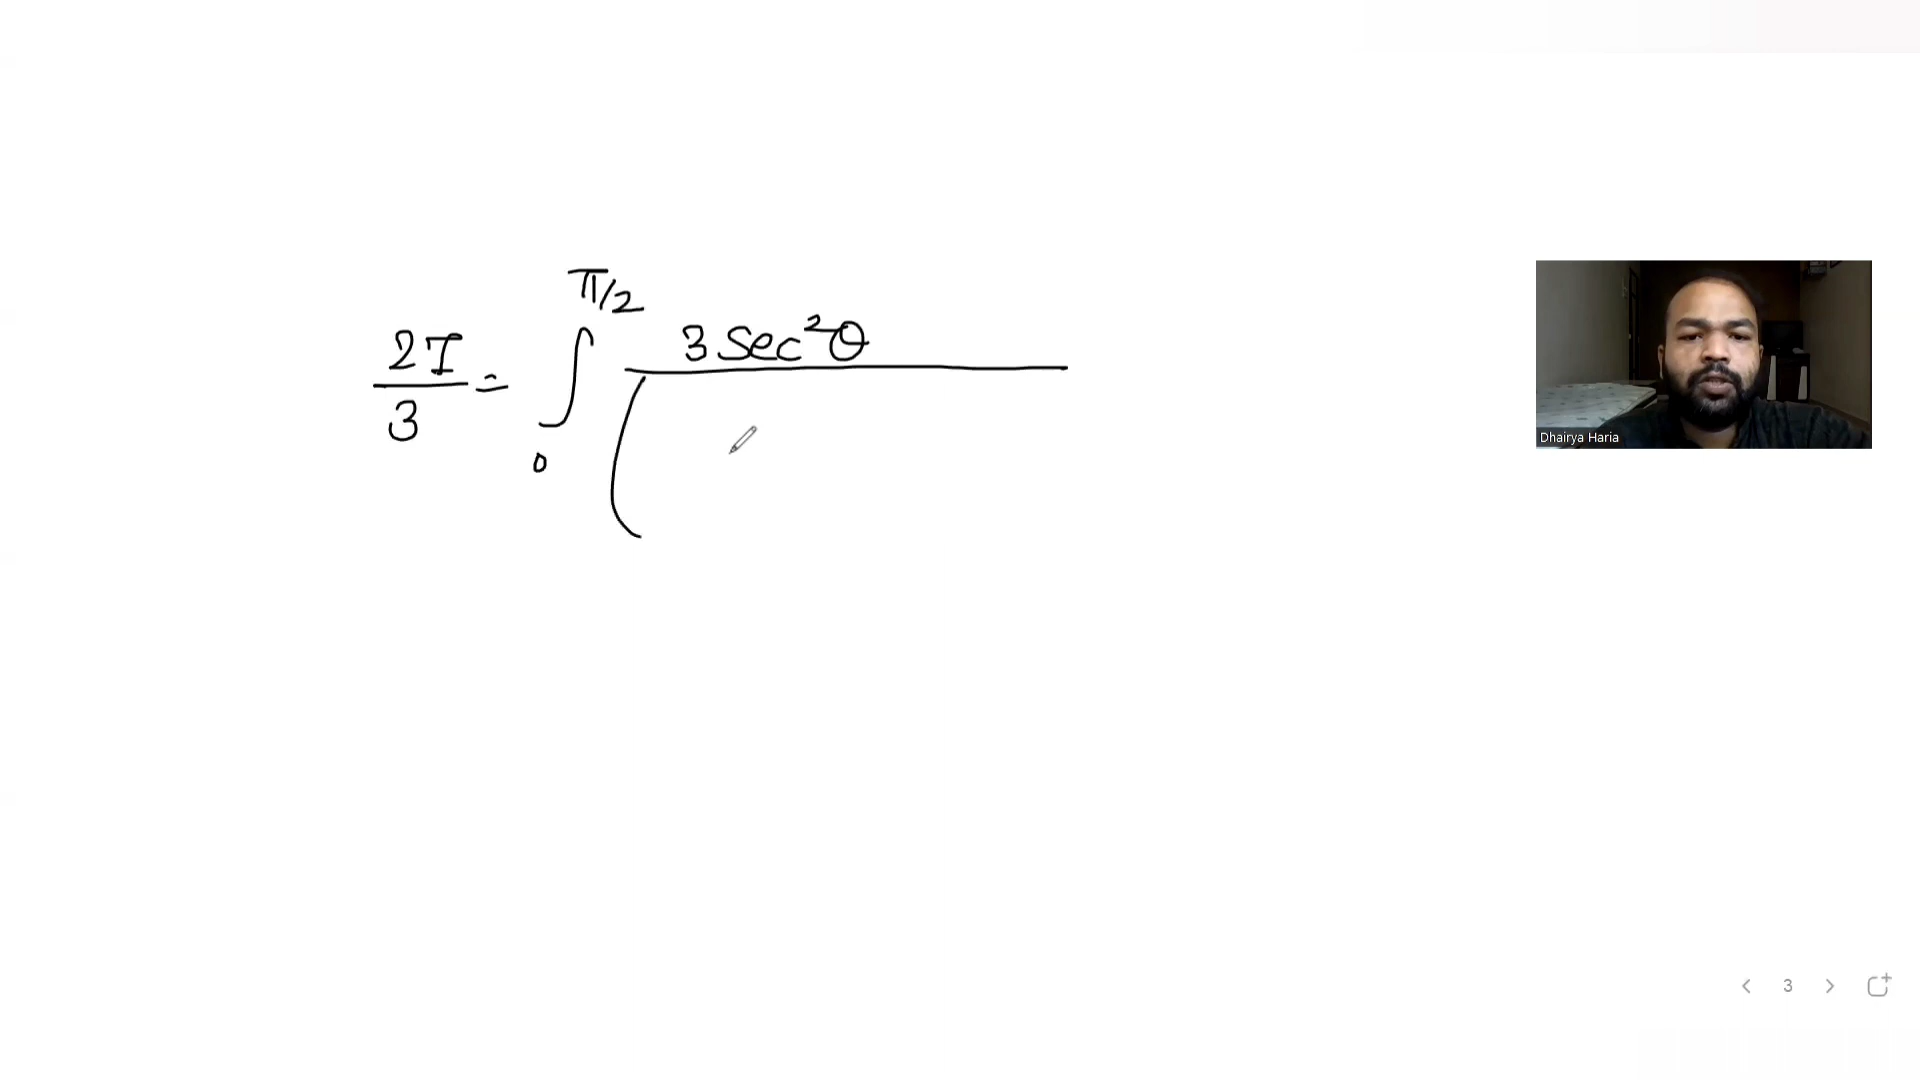 2I/3 = ∫₀^π/2 3 sec²θ / (
Dhairya Haria
3